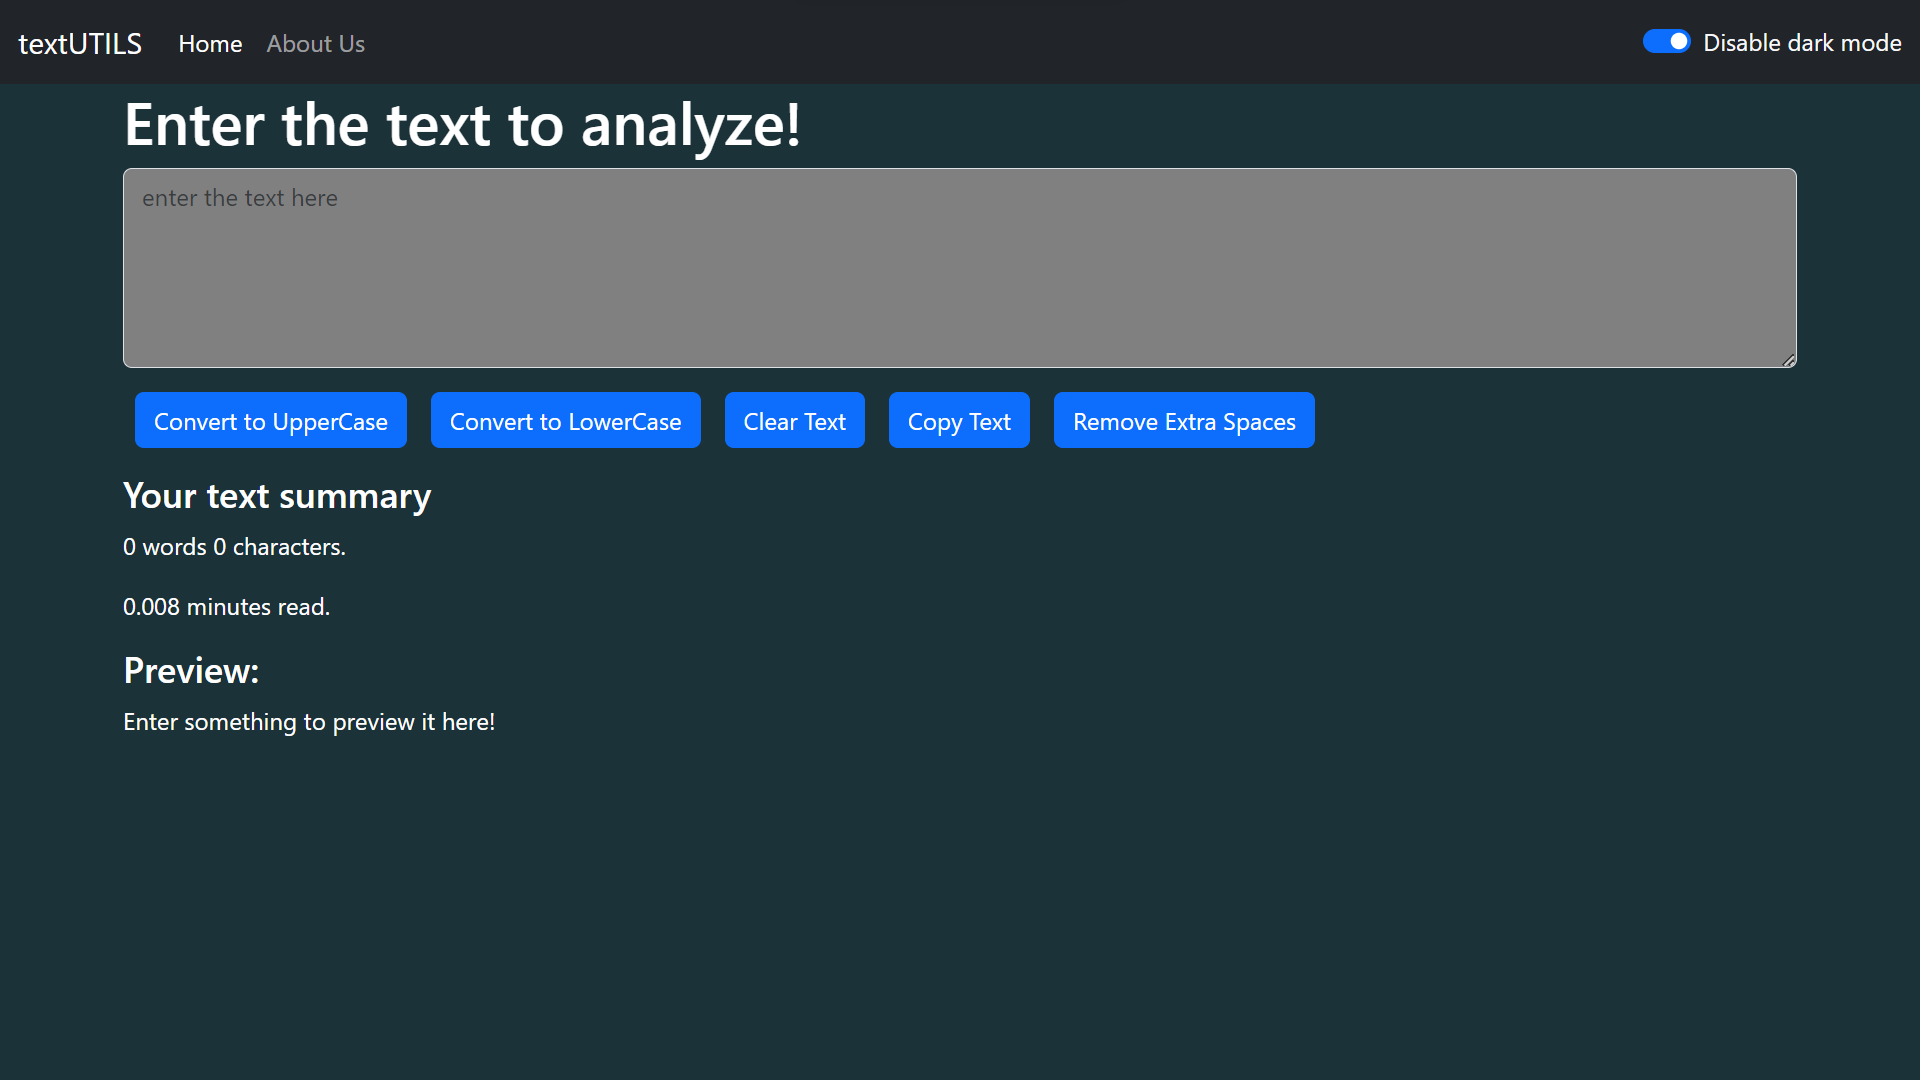 textUTILS Home About Us Disable dark mode
Enter the text to analyze!
enter the text here
Convert to UpperCase Convert to LowerCase Clear Text Copy Text Remove Extra Spaces
Your text summary
0 words 0 characters.
0.008 minutes read.
Preview:
Enter something to preview it here!